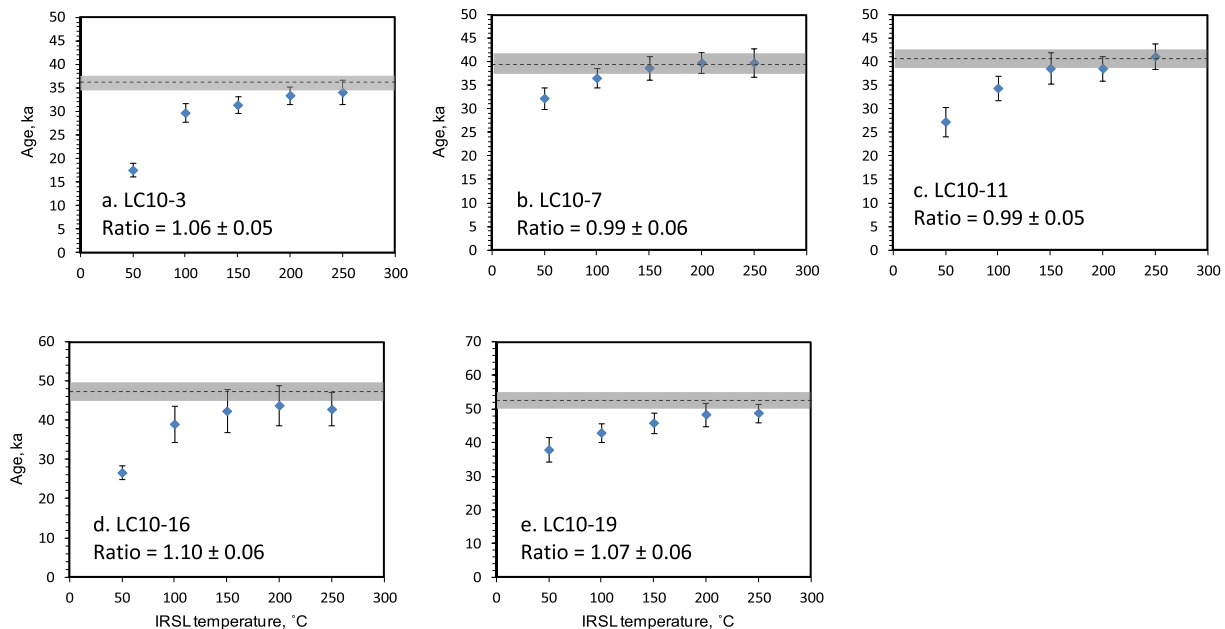 50
45
40
35
30
25
20
15
10
5
0
Age, ka
a. LC10-3
Ratio = 1.06 ± 0.05
0 50 100 150 200 250 300
50
45
40
35
30
25
20
15
10
5
0
Age, ka
b. LC10-7
Ratio = 0.99 ± 0.06
0 50 100 150 200 250 300
50
45
40
35
30
25
20
15
10
5
0
c. LC10-11
Ratio = 0.99 ± 0.05
0 50 100 150 200 250 300
60
50
40
30
20
10
0
Age, ka
d. LC10-16
Ratio = 1.10 ± 0.06
0 50 100 150 200 250 300
IRSL temperature, ˚C
70
60
50
40
30
20
10
0
e. LC10-19
Ratio = 1.07 ± 0.06
0 50 100 150 200 250 300
IRSL temperature, ˚C